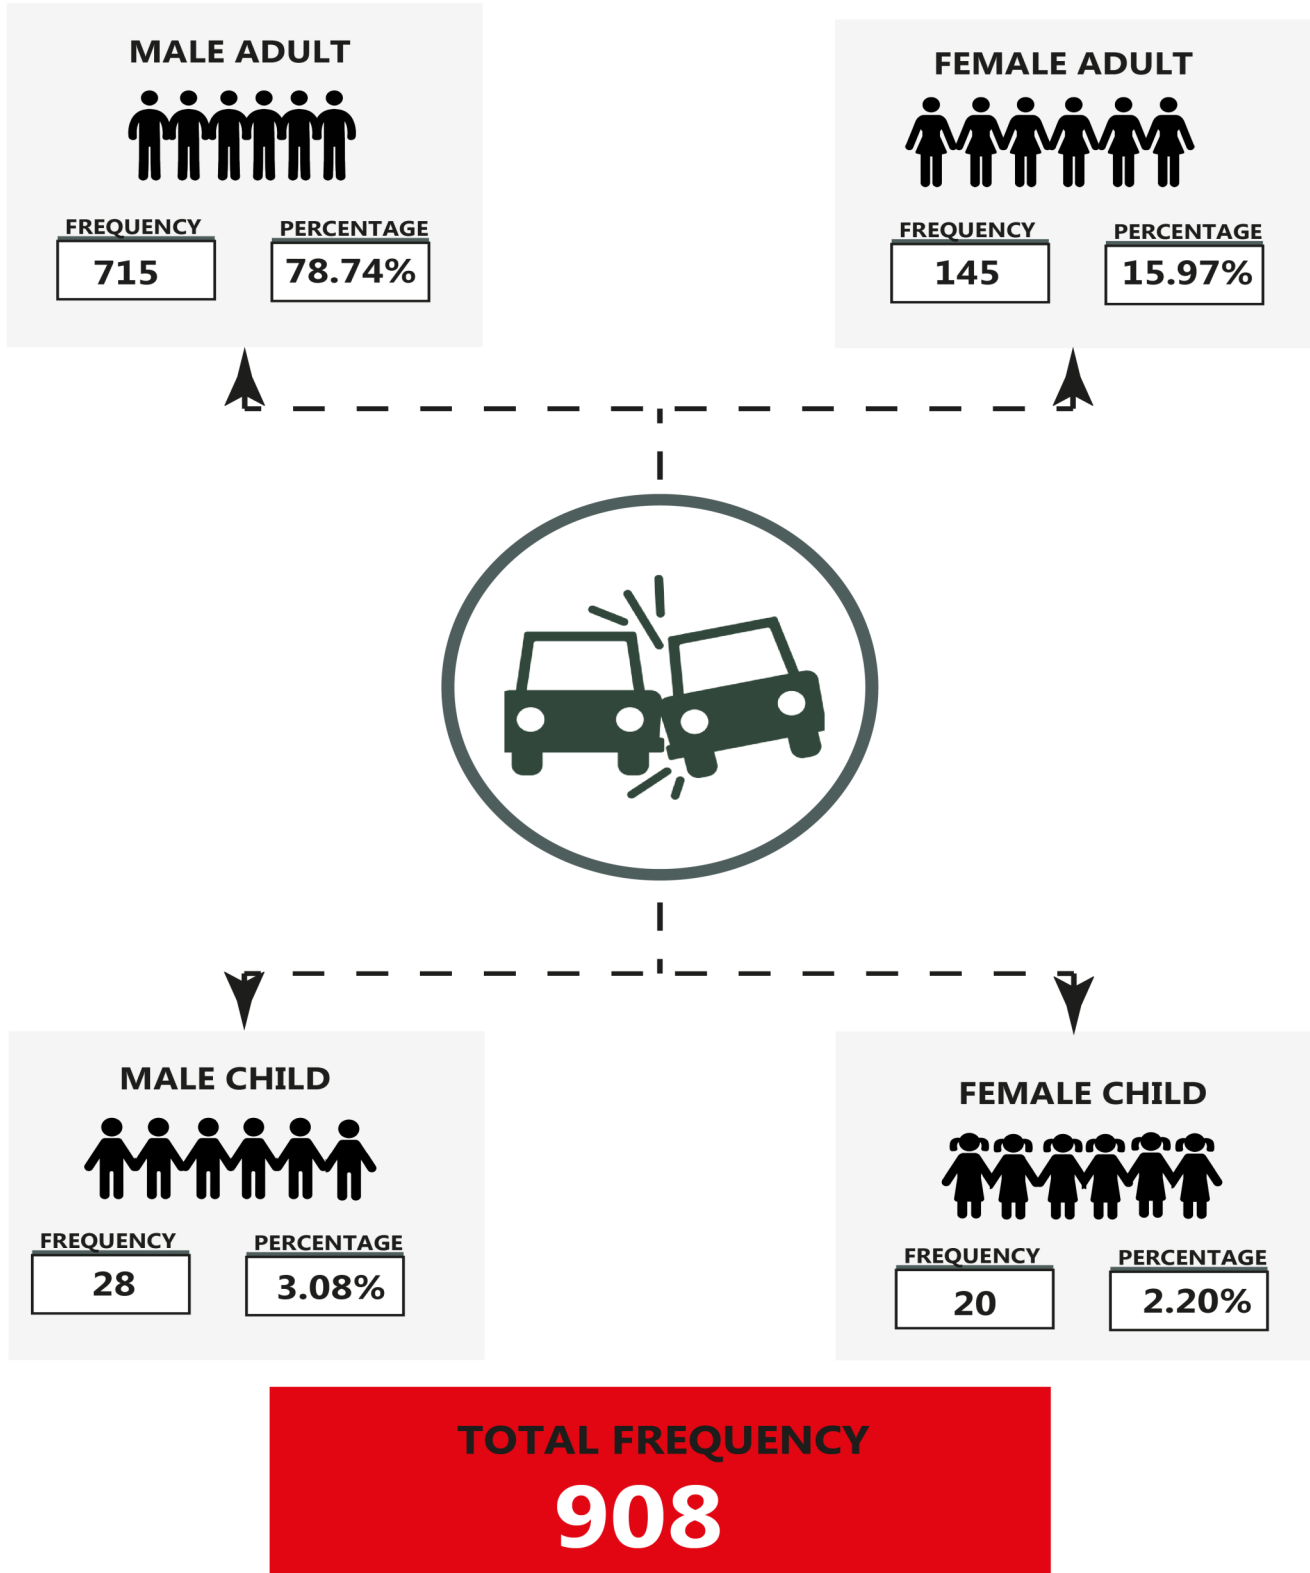 MALE ADULT
FREQUENCY
PERCENTAGE
715
78.74%
FEMALE ADULT
FREQUENCY
PERCENTAGE
145
15.97%
MALE CHILD
FREQUENCY
PERCENTAGE
28
3.08%
FEMALE CHILD
FREQUENCY
PERCENTAGE
20
2.20%
TOTAL FREQUENCY
908